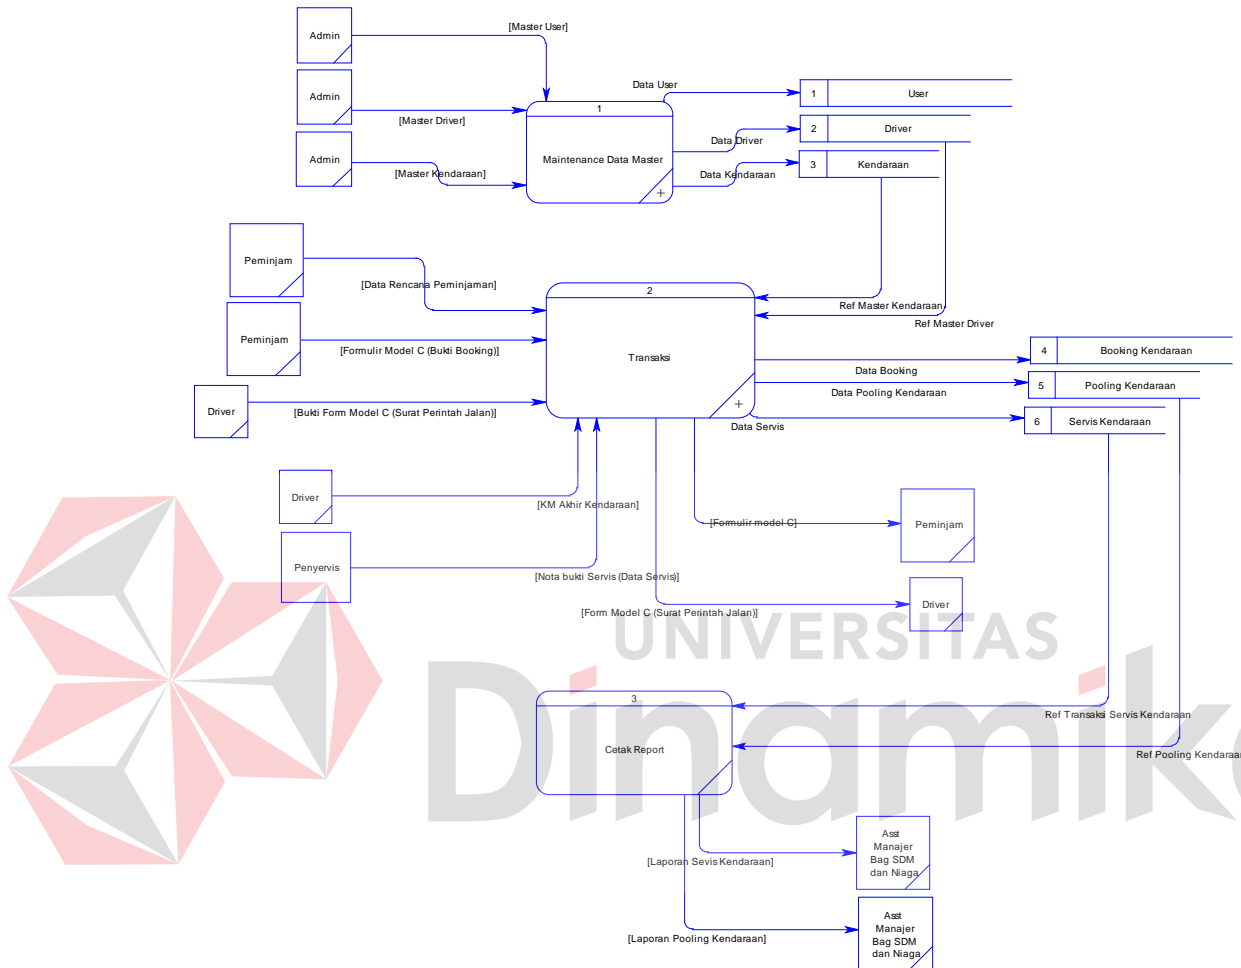 Admin
[Master User]
Admin
[Master Driver]
Admin
[Master Kendaraan]
1
Maintenance Data Master
+
Data User
1 User
Data Driver
2 Driver
Data Kendaraan
3 Kendaraan
Peminjam
[Data Rencana Peminjaman]
Peminjam
[Formulir Model C (Bukti Booking)]
Driver
[Bukti Form Model C (Surat Perintah Jalan)]
2
Transaksi
+
Ref Master Kendaraan
Ref Master Driver
Data Booking
4 Booking Kendaraan
Data Pooling Kendaraan
5 Pooling Kendaraan
Data Servis
6 Servis Kendaraan
Driver
[KM Akhir Kendaraan]
Penyervis
[Nota bukti Servis (Data Servis)]
[Formulir model C]
Peminjam
[Form Model C (Surat Perintah Jalan)]
Driver
UNIVERSITAS
Dinamika
3
Cetak Report
Ref Transaksi Servis Kendaraan
Ref Pooling Kendaraan
[Laporan Sevis Kendaraan]
Asst
Manajer
Bag SDM
dan Niaga
[Laporan Pooling Kendaraan]
Asst
Manajer
Bag SDM
dan Niaga